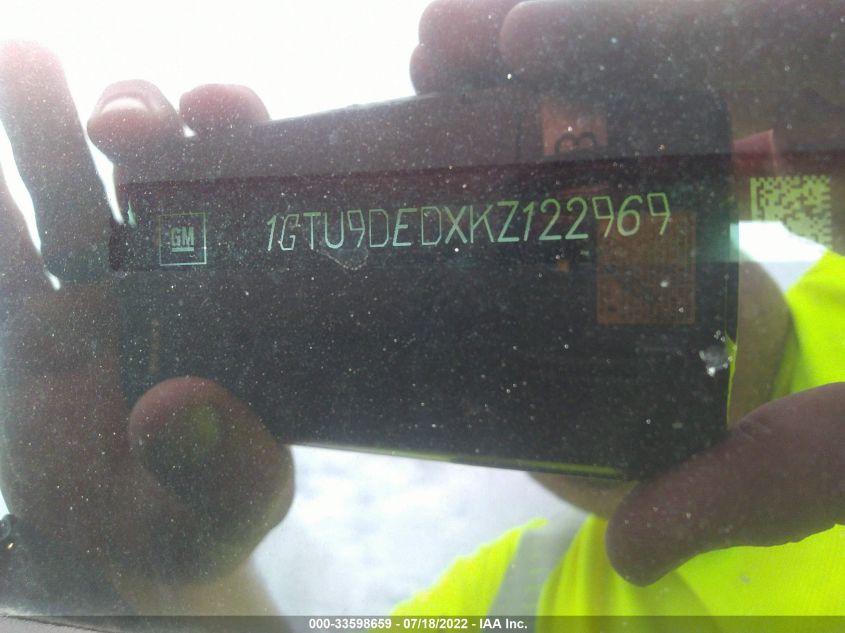 GM
1GTU9DEDXKZ122969
000-33598659 - 07/18/2022 - IAA Inc.